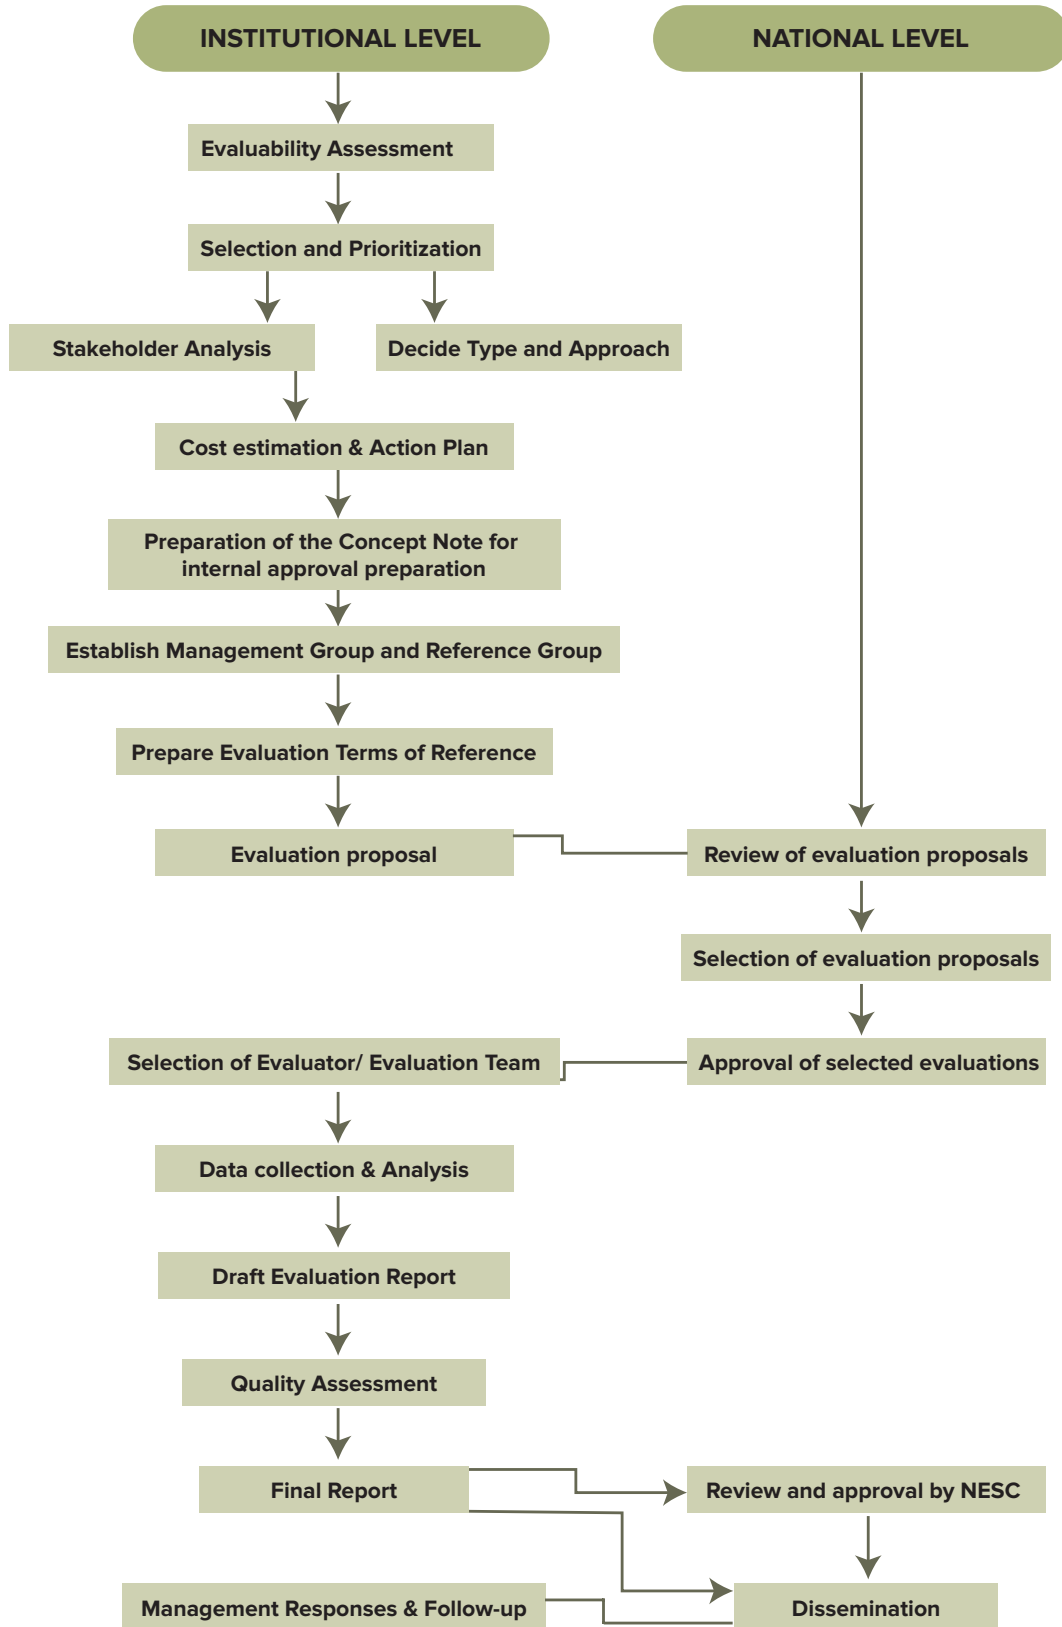 INSTITUTIONAL LEVEL
NATIONAL LEVEL
Evaluability Assessment
Selection and Prioritization
Stakeholder Analysis
Decide Type and Approach
Cost estimation & Action Plan
Preparation of the Concept Note for
internal approval preparation
Establish Management Group and Reference Group
Prepare Evaluation Terms of Reference
Evaluation proposal
Review of evaluation proposals
Selection of evaluation proposals
Selection of Evaluator/ Evaluation Team
Approval of selected evaluations
Data collection & Analysis
Draft Evaluation Report
Quality Assessment
Final Report
Review and approval by NESC
Management Responses & Follow-up
Dissemination